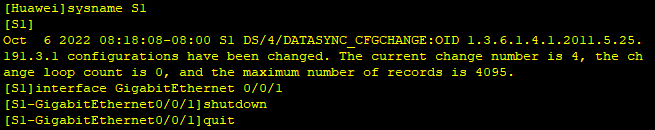 [Huawei]sysname S1
[S1]
Oct  6 2022 08:18:08-08:00 S1 DS/4/DATASYNC_CFGCHANGE:OID 1.3.6.1.4.1.2011.5.25.
191.3.1 configurations have been changed. The current change number is 4, the ch
ange loop count is 0, and the maximum number of records is 4095.
[S1]interface GigabitEthernet 0/0/1
[S1-GigabitEthernet0/0/1]shutdown
[S1-GigabitEthernet0/0/1]quit